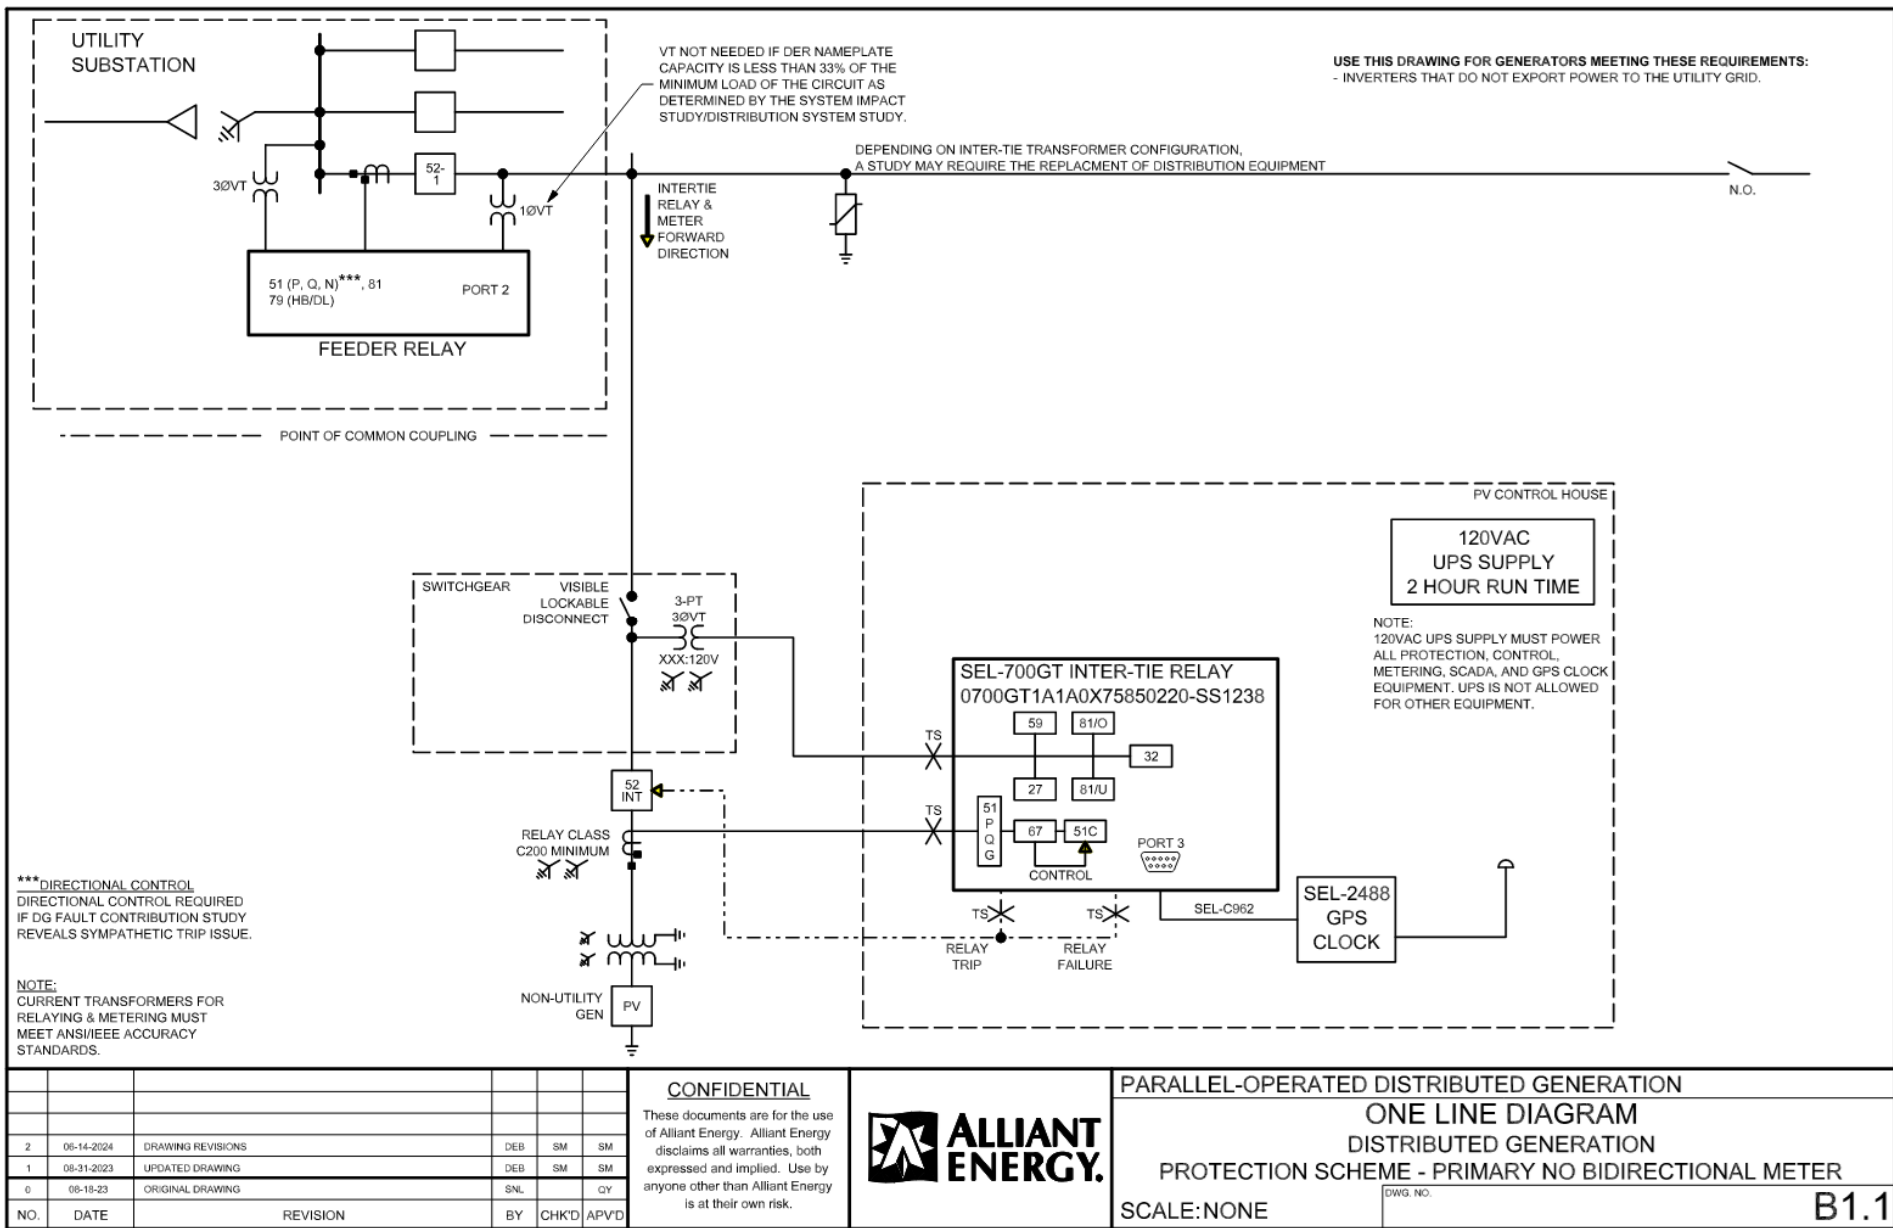 UTILITY
SUBSTATION
3ØVT
52-
1
1ØVT
51 (P, Q, N)***, 81
79 (HB/DL)
PORT 2
FEEDER RELAY
POINT OF COMMON COUPLING
VT NOT NEEDED IF DER NAMEPLATE
CAPACITY IS LESS THAN 33% OF THE
MINIMUM LOAD OF THE CIRCUIT AS
DETERMINED BY THE SYSTEM IMPACT
STUDY/DISTRIBUTION SYSTEM STUDY.
USE THIS DRAWING FOR GENERATORS MEETING THESE REQUIREMENTS:
- INVERTERS THAT DO NOT EXPORT POWER TO THE UTILITY GRID.
DEPENDING ON INTER-TIE TRANSFORMER CONFIGURATION,
A STUDY MAY REQUIRE THE REPLACMENT OF DISTRIBUTION EQUIPMENT
N.O.
INTERTIE
RELAY &
METER
FORWARD
DIRECTION
SWITCHGEAR
VISIBLE
LOCKABLE
DISCONNECT
3-PT
3ØVT
XXX:120V
52
INT
RELAY CLASS
C200 MINIMUM
NON-UTILITY
GEN
PV
PV CONTROL HOUSE
120VAC
UPS SUPPLY
2 HOUR RUN TIME
NOTE:
120VAC UPS SUPPLY MUST POWER
ALL PROTECTION, CONTROL,
METERING, SCADA, AND GPS CLOCK
EQUIPMENT. UPS IS NOT ALLOWED
FOR OTHER EQUIPMENT.
SEL-700GT INTER-TIE RELAY
0700GT1A1A0X75850220-SS1238
59
81/O
32
27
81/U
TS
TS
51
P
Q
G
67
51C
CONTROL
PORT 3
TS
TS
RELAY
TRIP
RELAY
FAILURE
SEL-C962
SEL-2488
GPS
CLOCK
***DIRECTIONAL CONTROL
DIRECTIONAL CONTROL REQUIRED
IF DG FAULT CONTRIBUTION STUDY
REVEALS SYMPATHETIC TRIP ISSUE.
NOTE:
CURRENT TRANSFORMERS FOR
RELAYING & METERING MUST
MEET ANSI/IEEE ACCURACY
STANDARDS.
2 06-14-2024 DRAWING REVISIONS DEB SM SM
1 08-31-2023 UPDATED DRAWING DEB SM SM
0 08-18-23 ORIGINAL DRAWING SNL QY
NO. DATE REVISION BY CHK'D APV'D
CONFIDENTIAL
These documents are for the use
of Alliant Energy. Alliant Energy
disclaims all warranties, both
expressed and implied. Use by
anyone other than Alliant Energy
is at their own risk.
ALLIANT
ENERGY.
PARALLEL-OPERATED DISTRIBUTED GENERATION
ONE LINE DIAGRAM
DISTRIBUTED GENERATION
PROTECTION SCHEME - PRIMARY NO BIDIRECTIONAL METER
SCALE:NONE
DWG. NO.
B1.1